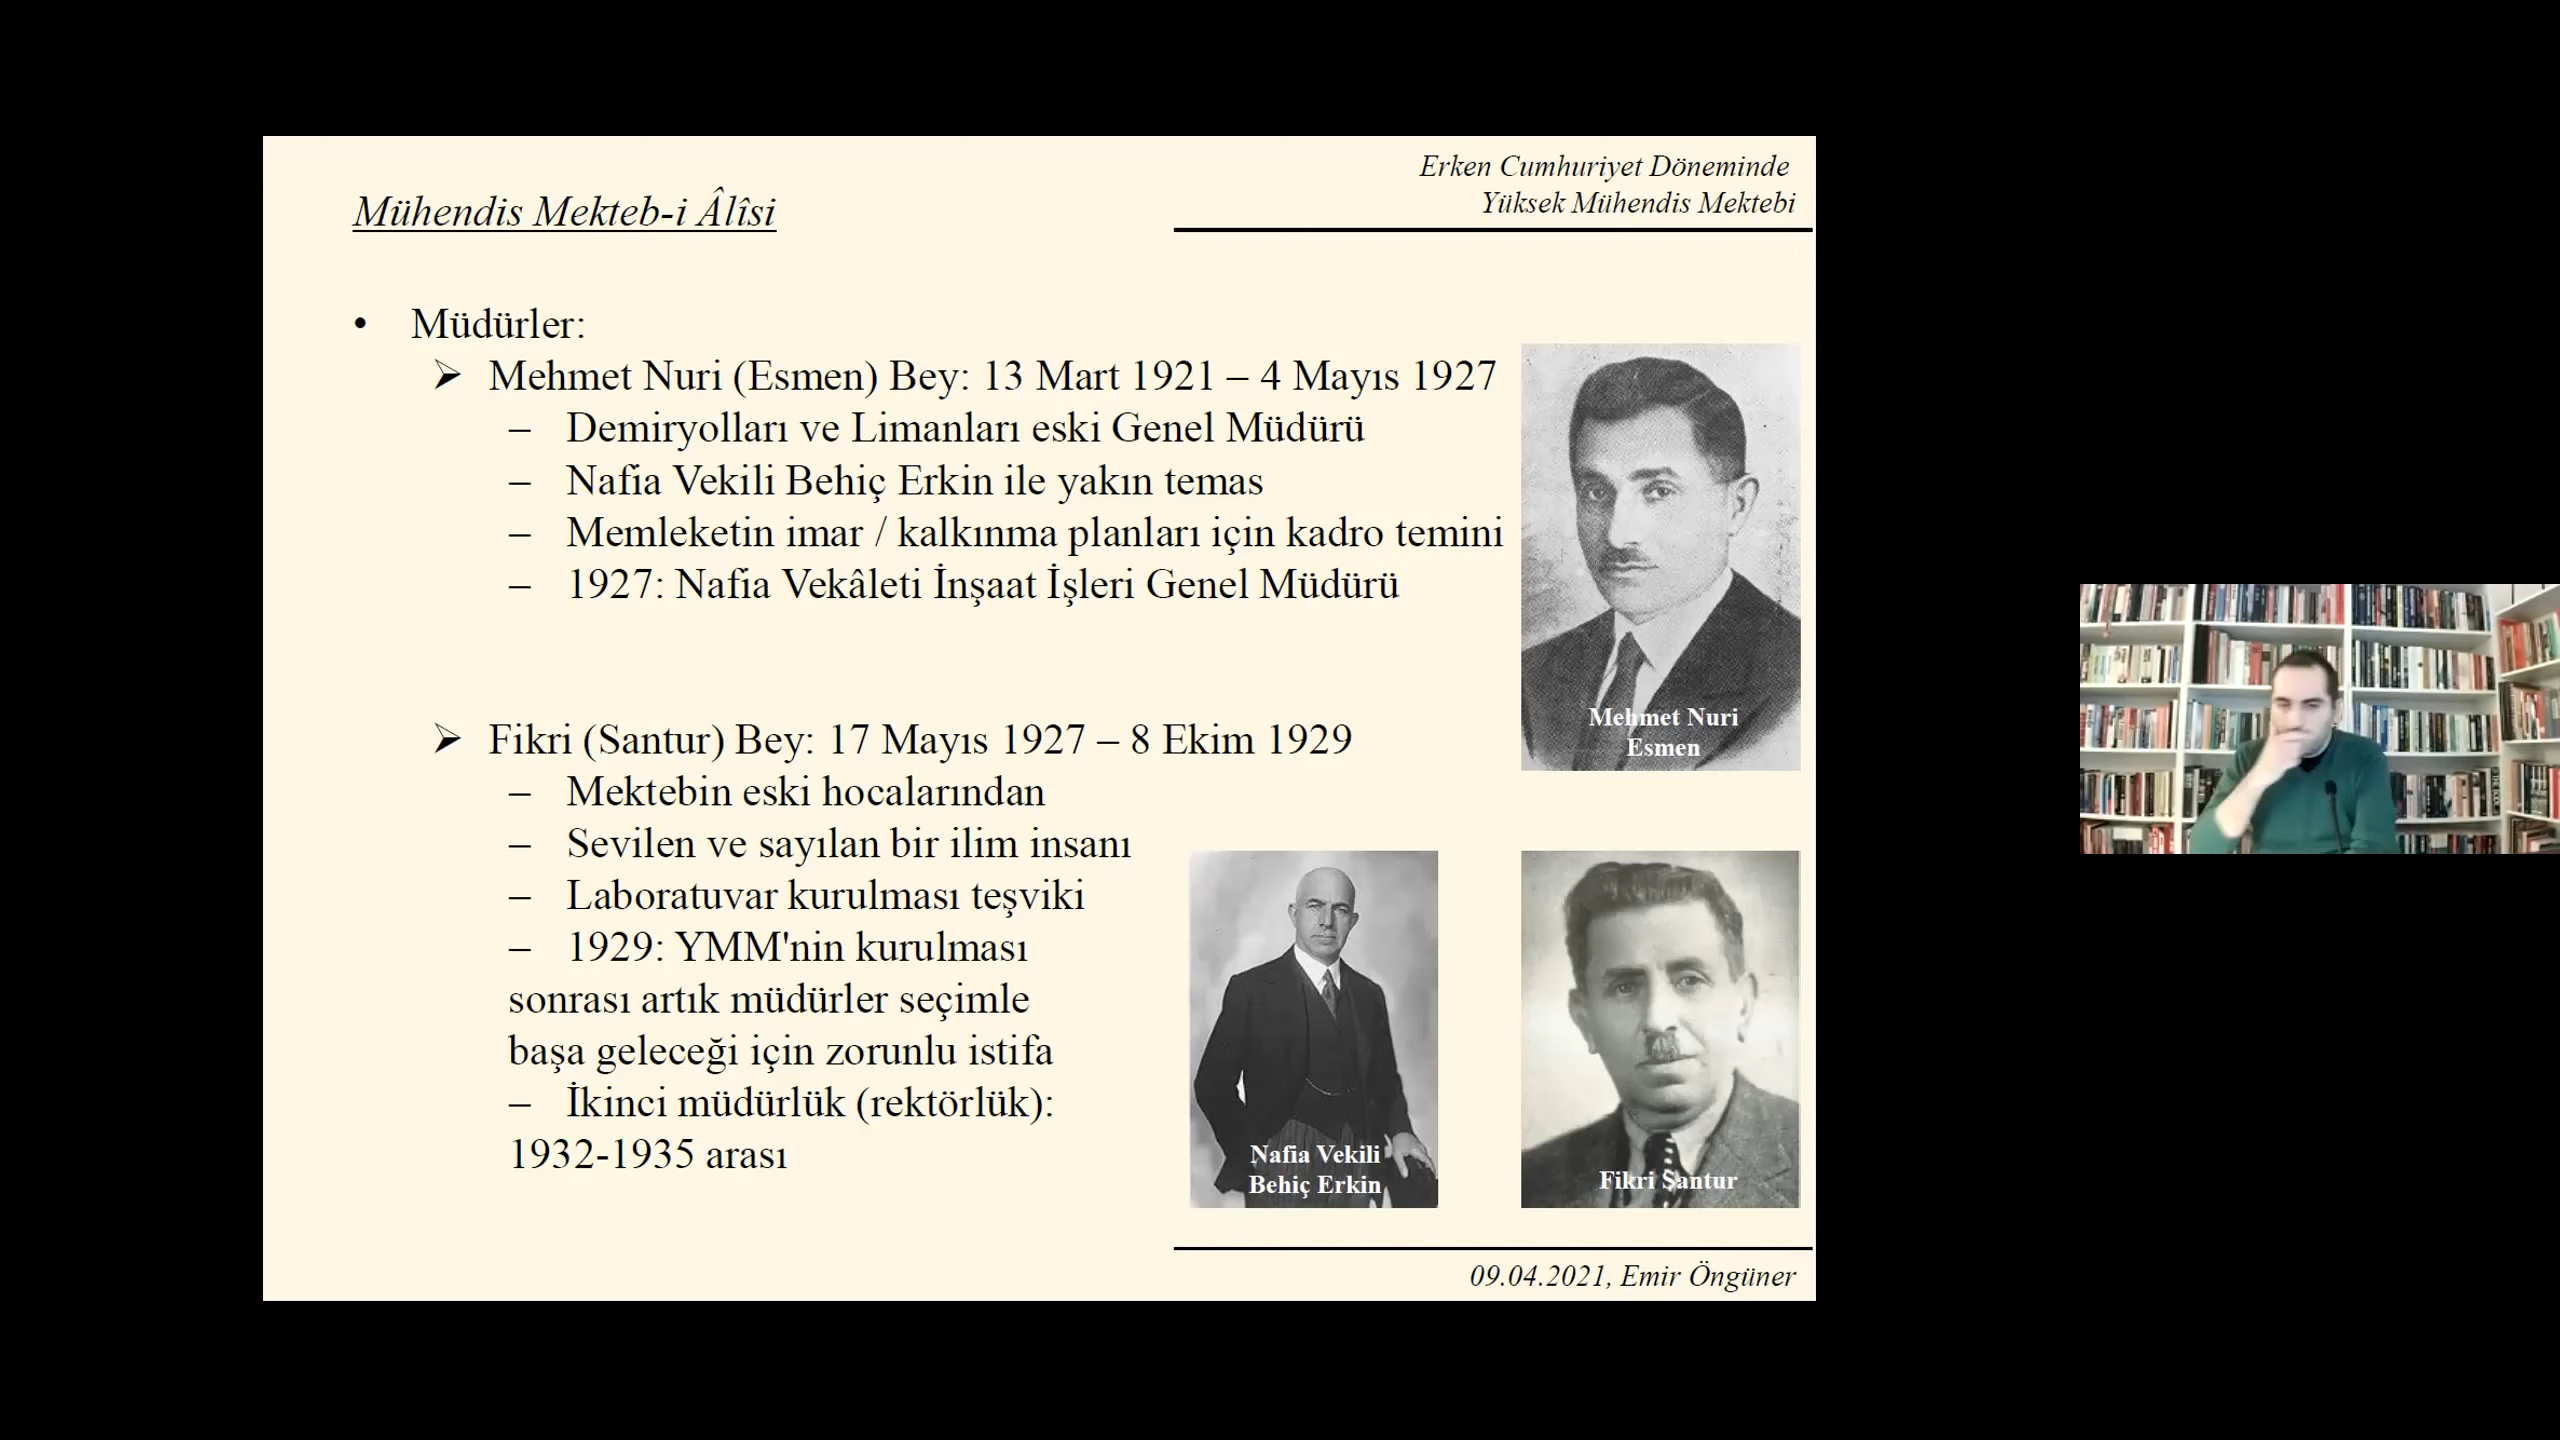 Erken Cumhuriyet Döneminde
Yüksek Mühendis Mektebi
Mühendis Mekteb-i Âlîsi
• Müdürler:
➢ Mehmet Nuri (Esmen) Bey: 13 Mart 1921 – 4 Mayıs 1927
– Demiryolları ve Limanları eski Genel Müdürü
– Nafia Vekili Behiç Erkin ile yakın temas
– Memleketin imar / kalkınma planları için kadro temini
– 1927: Nafia Vekâleti İnşaat İşleri Genel Müdürü
Mehmet Nuri
Esmen
➢ Fikri (Santur) Bey: 17 Mayıs 1927 – 8 Ekim 1929
– Mektebin eski hocalarından
– Sevilen ve sayılan bir ilim insanı
– Laboratuvar kurulması teşviki
– 1929: YMM'nin kurulması
sonrası artık müdürler seçimle
başa geleceği için zorunlu istifa
– İkinci müdürlük (rektörlük):
1932-1935 arası
Nafia Vekili
Behiç Erkin
Fikri Santur
09.04.2021, Emir Öngüner